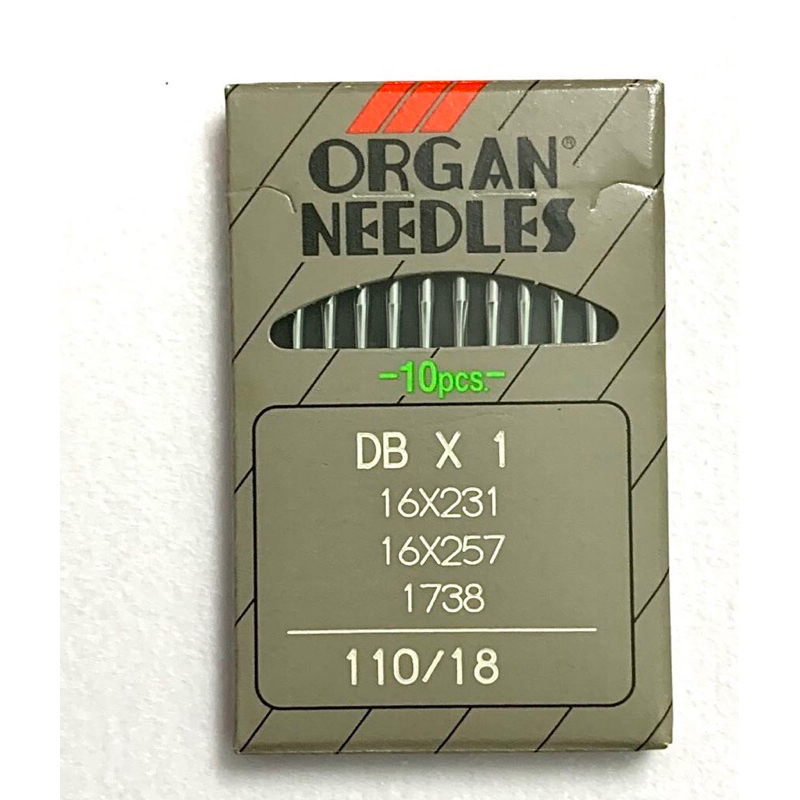 ORGAN®
NEEDLES
-10pcs.-
DB X 1
16X231
16X257
1738
110/18